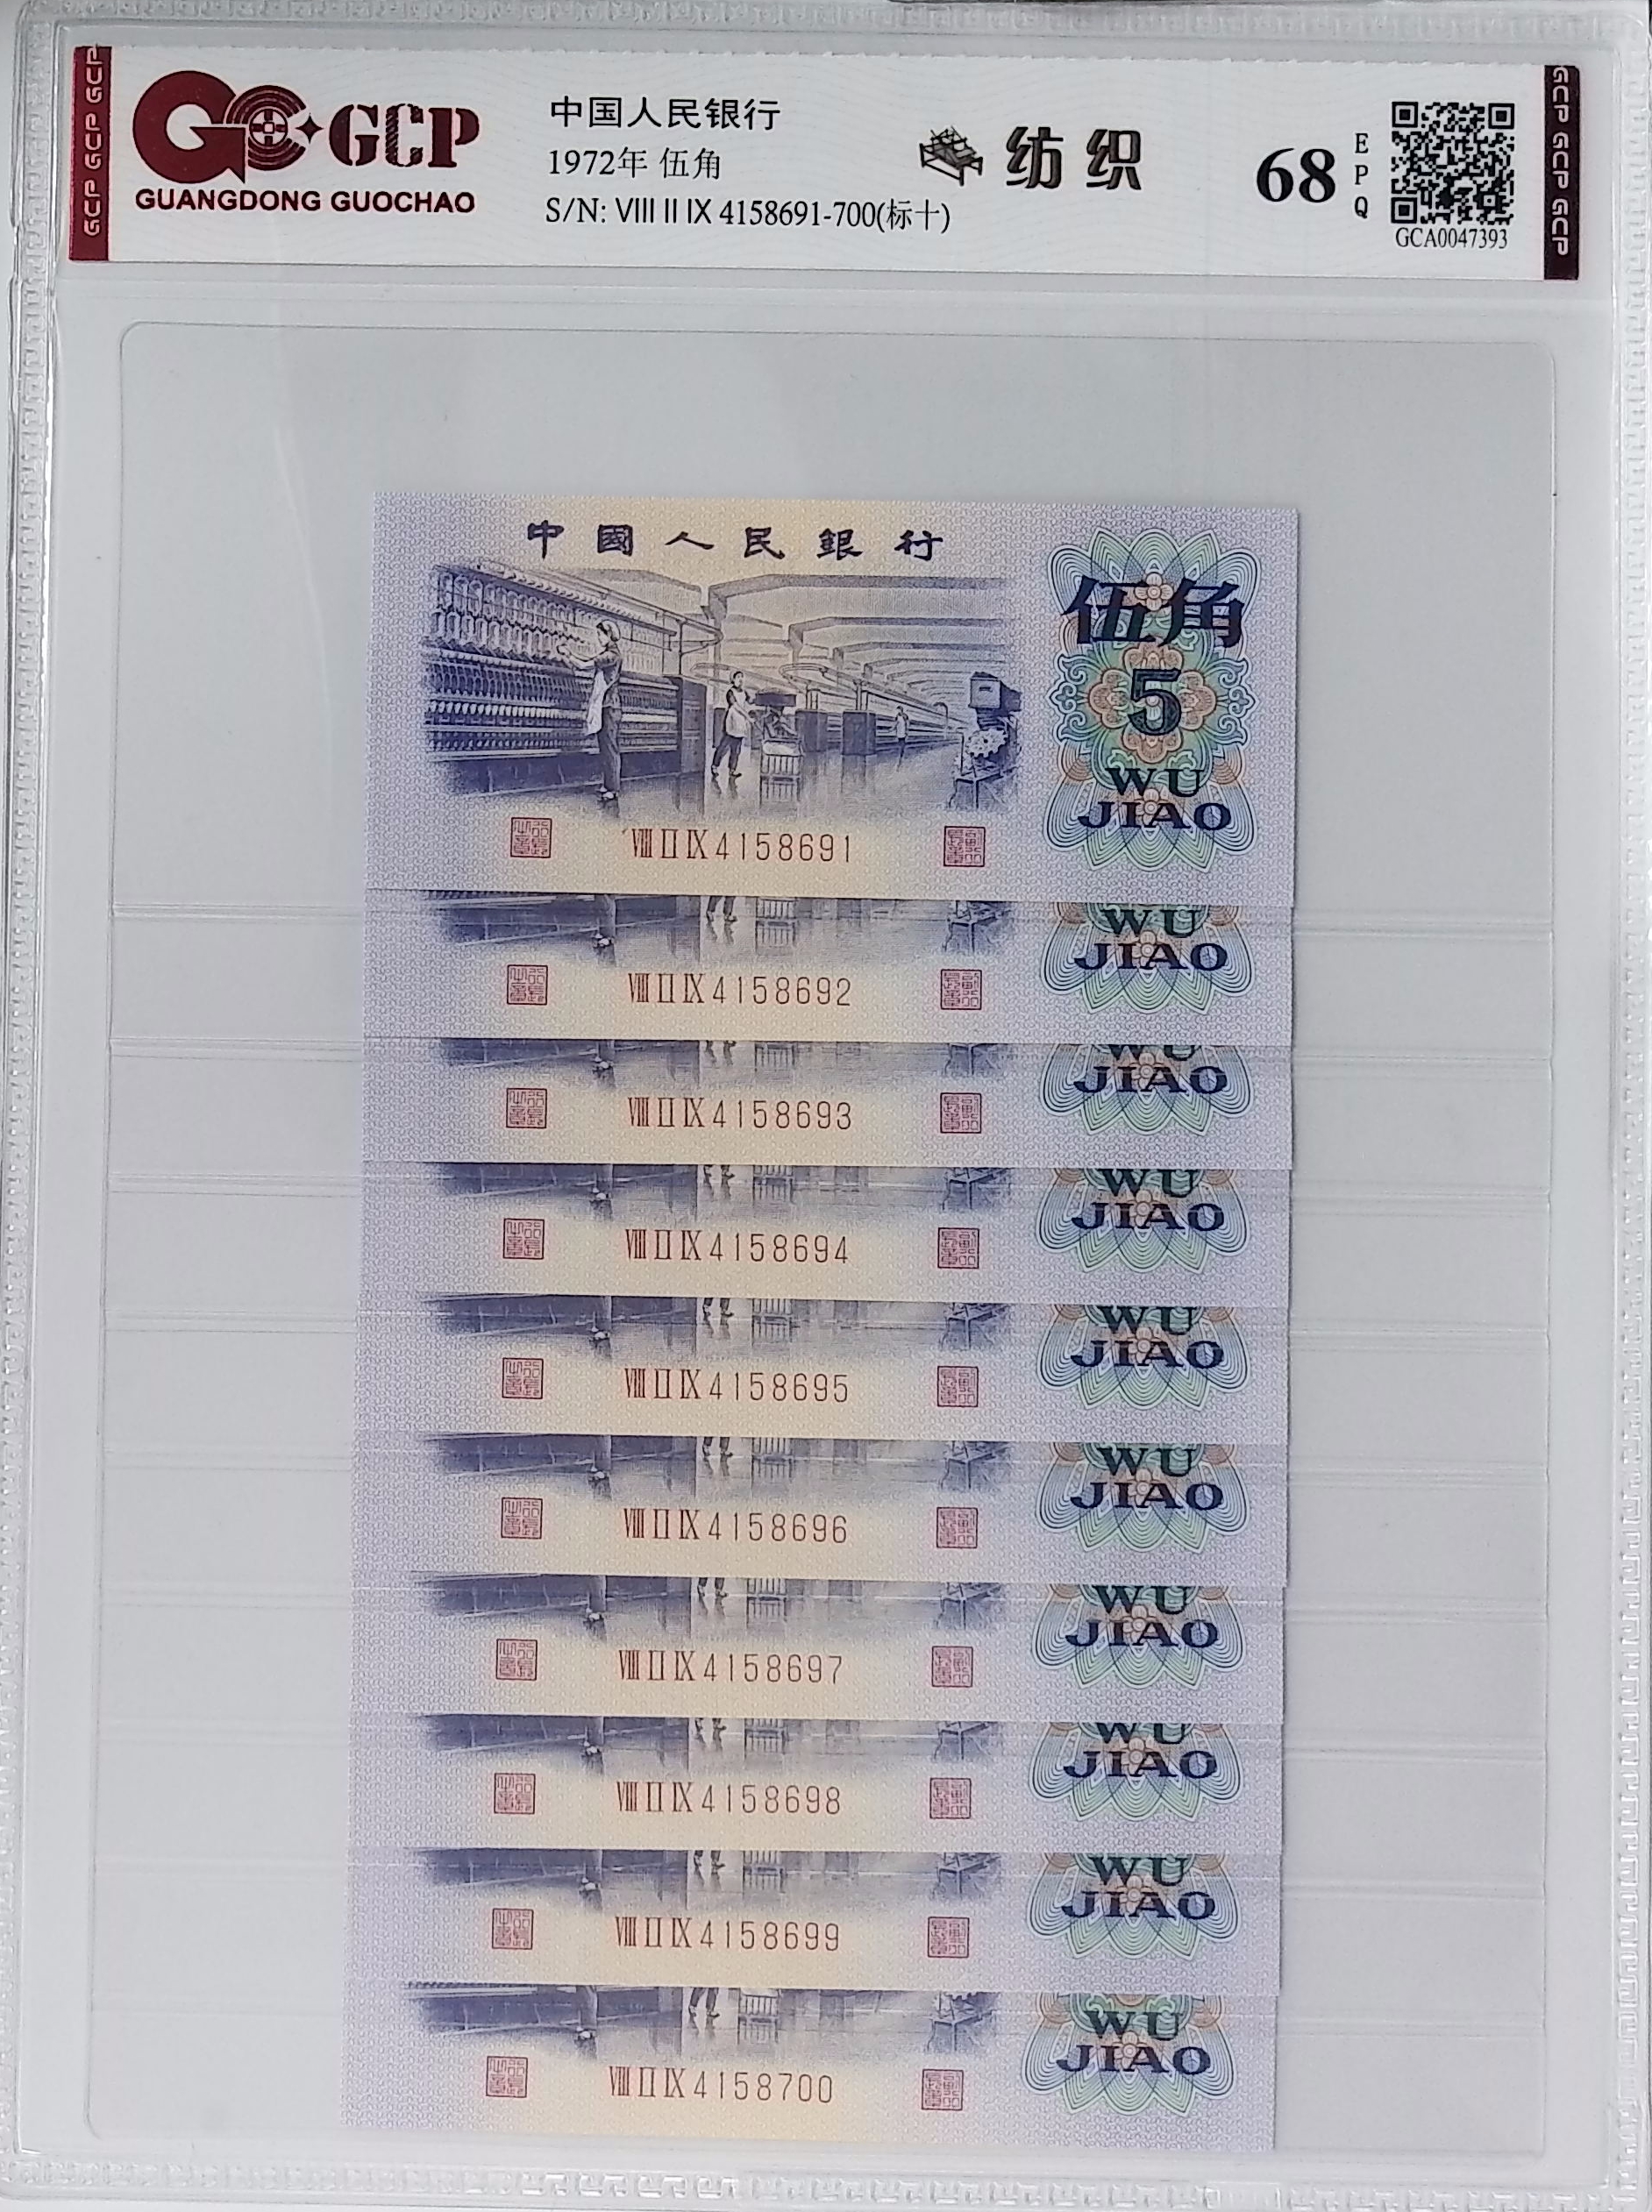 GCP GCP GCP
GCP
GUANGDONG GUOCHAO
中国人民银行
1972年 伍角
S/N: VIII II IX 4158691-700(标十)
纺织
68
EPQ
GCA0047393
GCP GCP GCP
中國人民銀行
伍角
5
WU
JIAO
VIII II IX 4158691
WU
JIAO
VIII II IX 4158692
WU
JIAO
VIII II IX 4158693
WU
JIAO
VIII II IX 4158694
WU
JIAO
VIII II IX 4158695
WU
JIAO
VIII II IX 4158696
WU
JIAO
VIII II IX 4158697
WU
JIAO
VIII II IX 4158698
WU
JIAO
VIII II IX 4158699
WU
JIAO
VIII II IX 4158700